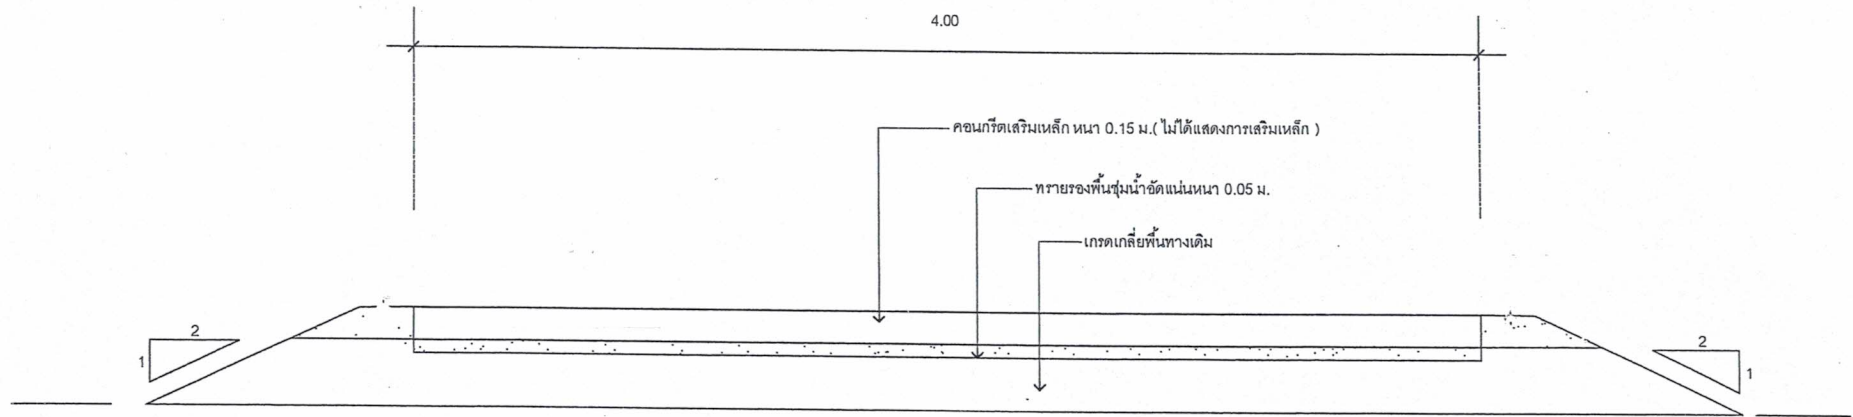 4.00
คอนกรีตเสริมเหล็ก หนา 0.15 ม.( ไม่ได้แสดงการเสริมเหล็ก )
ทรายรองพื้นชุ่มน้ำอัดแน่นหนา 0.05 ม.
เกรดเกลี่ยพื้นทางเดิม
2
1
2
1